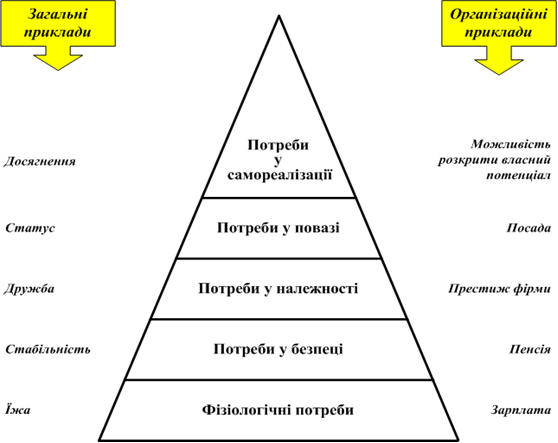 Загальні
приклади
Організаційні
приклади
Досягнення
Потреби
у
самореалізації
Можливість
розкрити власний
потенціал
Статус
Потреби у повазі
Посада
Дружба
Потреби у належності
Престиж фірми
Стабільність
Потреби у безпеці
Пенсія
Їжа
Фізіологічні потреби
Зарплата